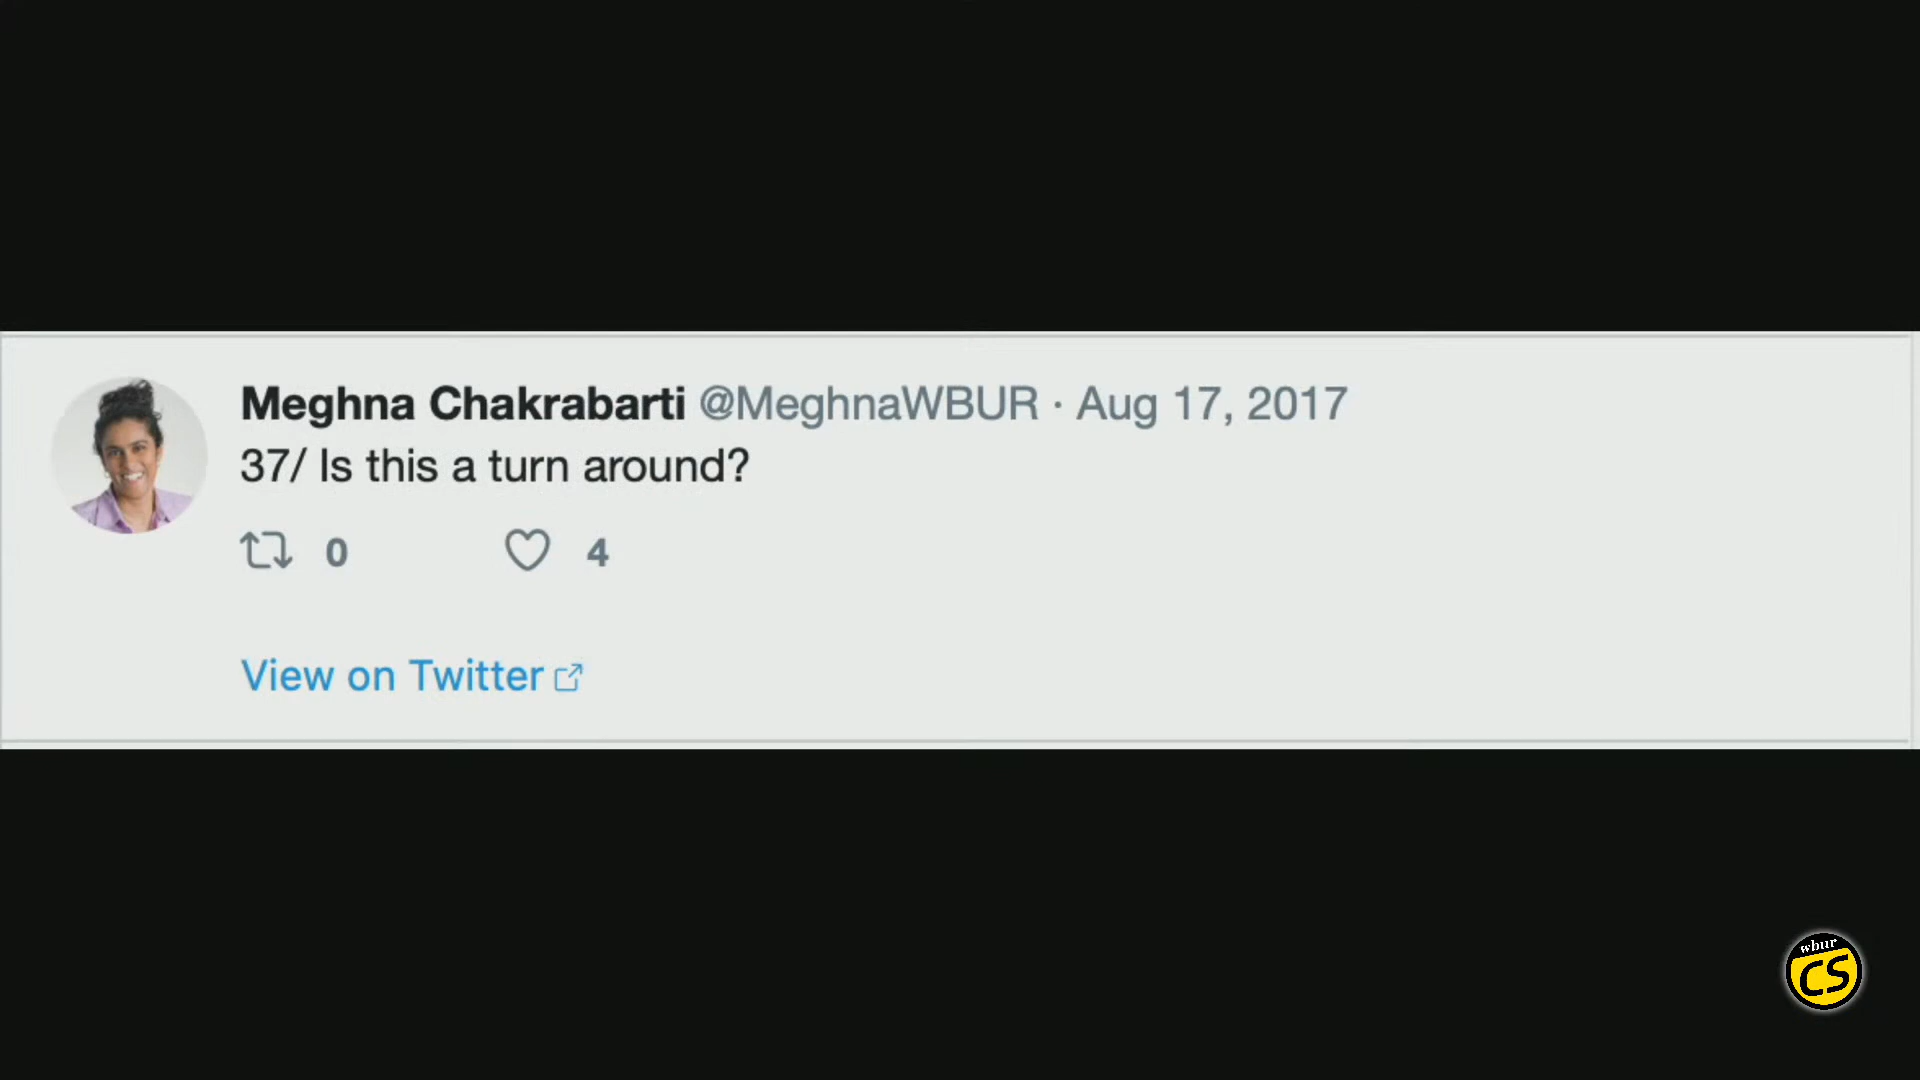 Meghna Chakrabarti @MeghnaWBUR · Aug 17, 2017
37/ Is this a turn around?
0 4
View on Twitter
wbur
CS